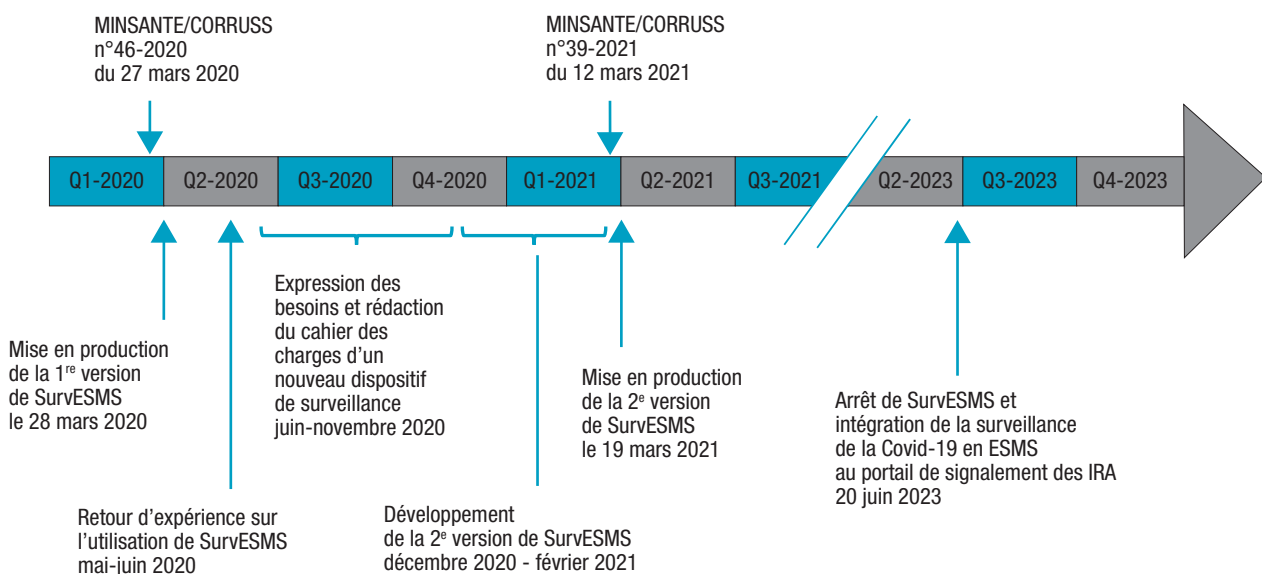 MINSANTE/CORRUSS
n°46-2020
du 27 mars 2020
MINSANTE/CORRUSS
n°39-2021
du 12 mars 2021
Q1-2020 Q2-2020 Q3-2020 Q4-2020 Q1-2021 Q2-2021 Q3-2021 Q2-2023 Q3-2023 Q4-2023
Mise en production
de la 1re version
de SurvESMS
le 28 mars 2020
Retour d’expérience sur
l’utilisation de SurvESMS
mai-juin 2020
Expression des
besoins et rédaction
du cahier des
charges d’un
nouveau dispositif
de surveillance
juin-novembre 2020
Développement
de la 2e version de SurvESMS
décembre 2020 - février 2021
Mise en production
de la 2e version
de SurvESMS
le 19 mars 2021
Arrêt de SurvESMS et
intégration de la surveillance
de la Covid-19 en ESMS
au portail de signalement des IRA
20 juin 2023